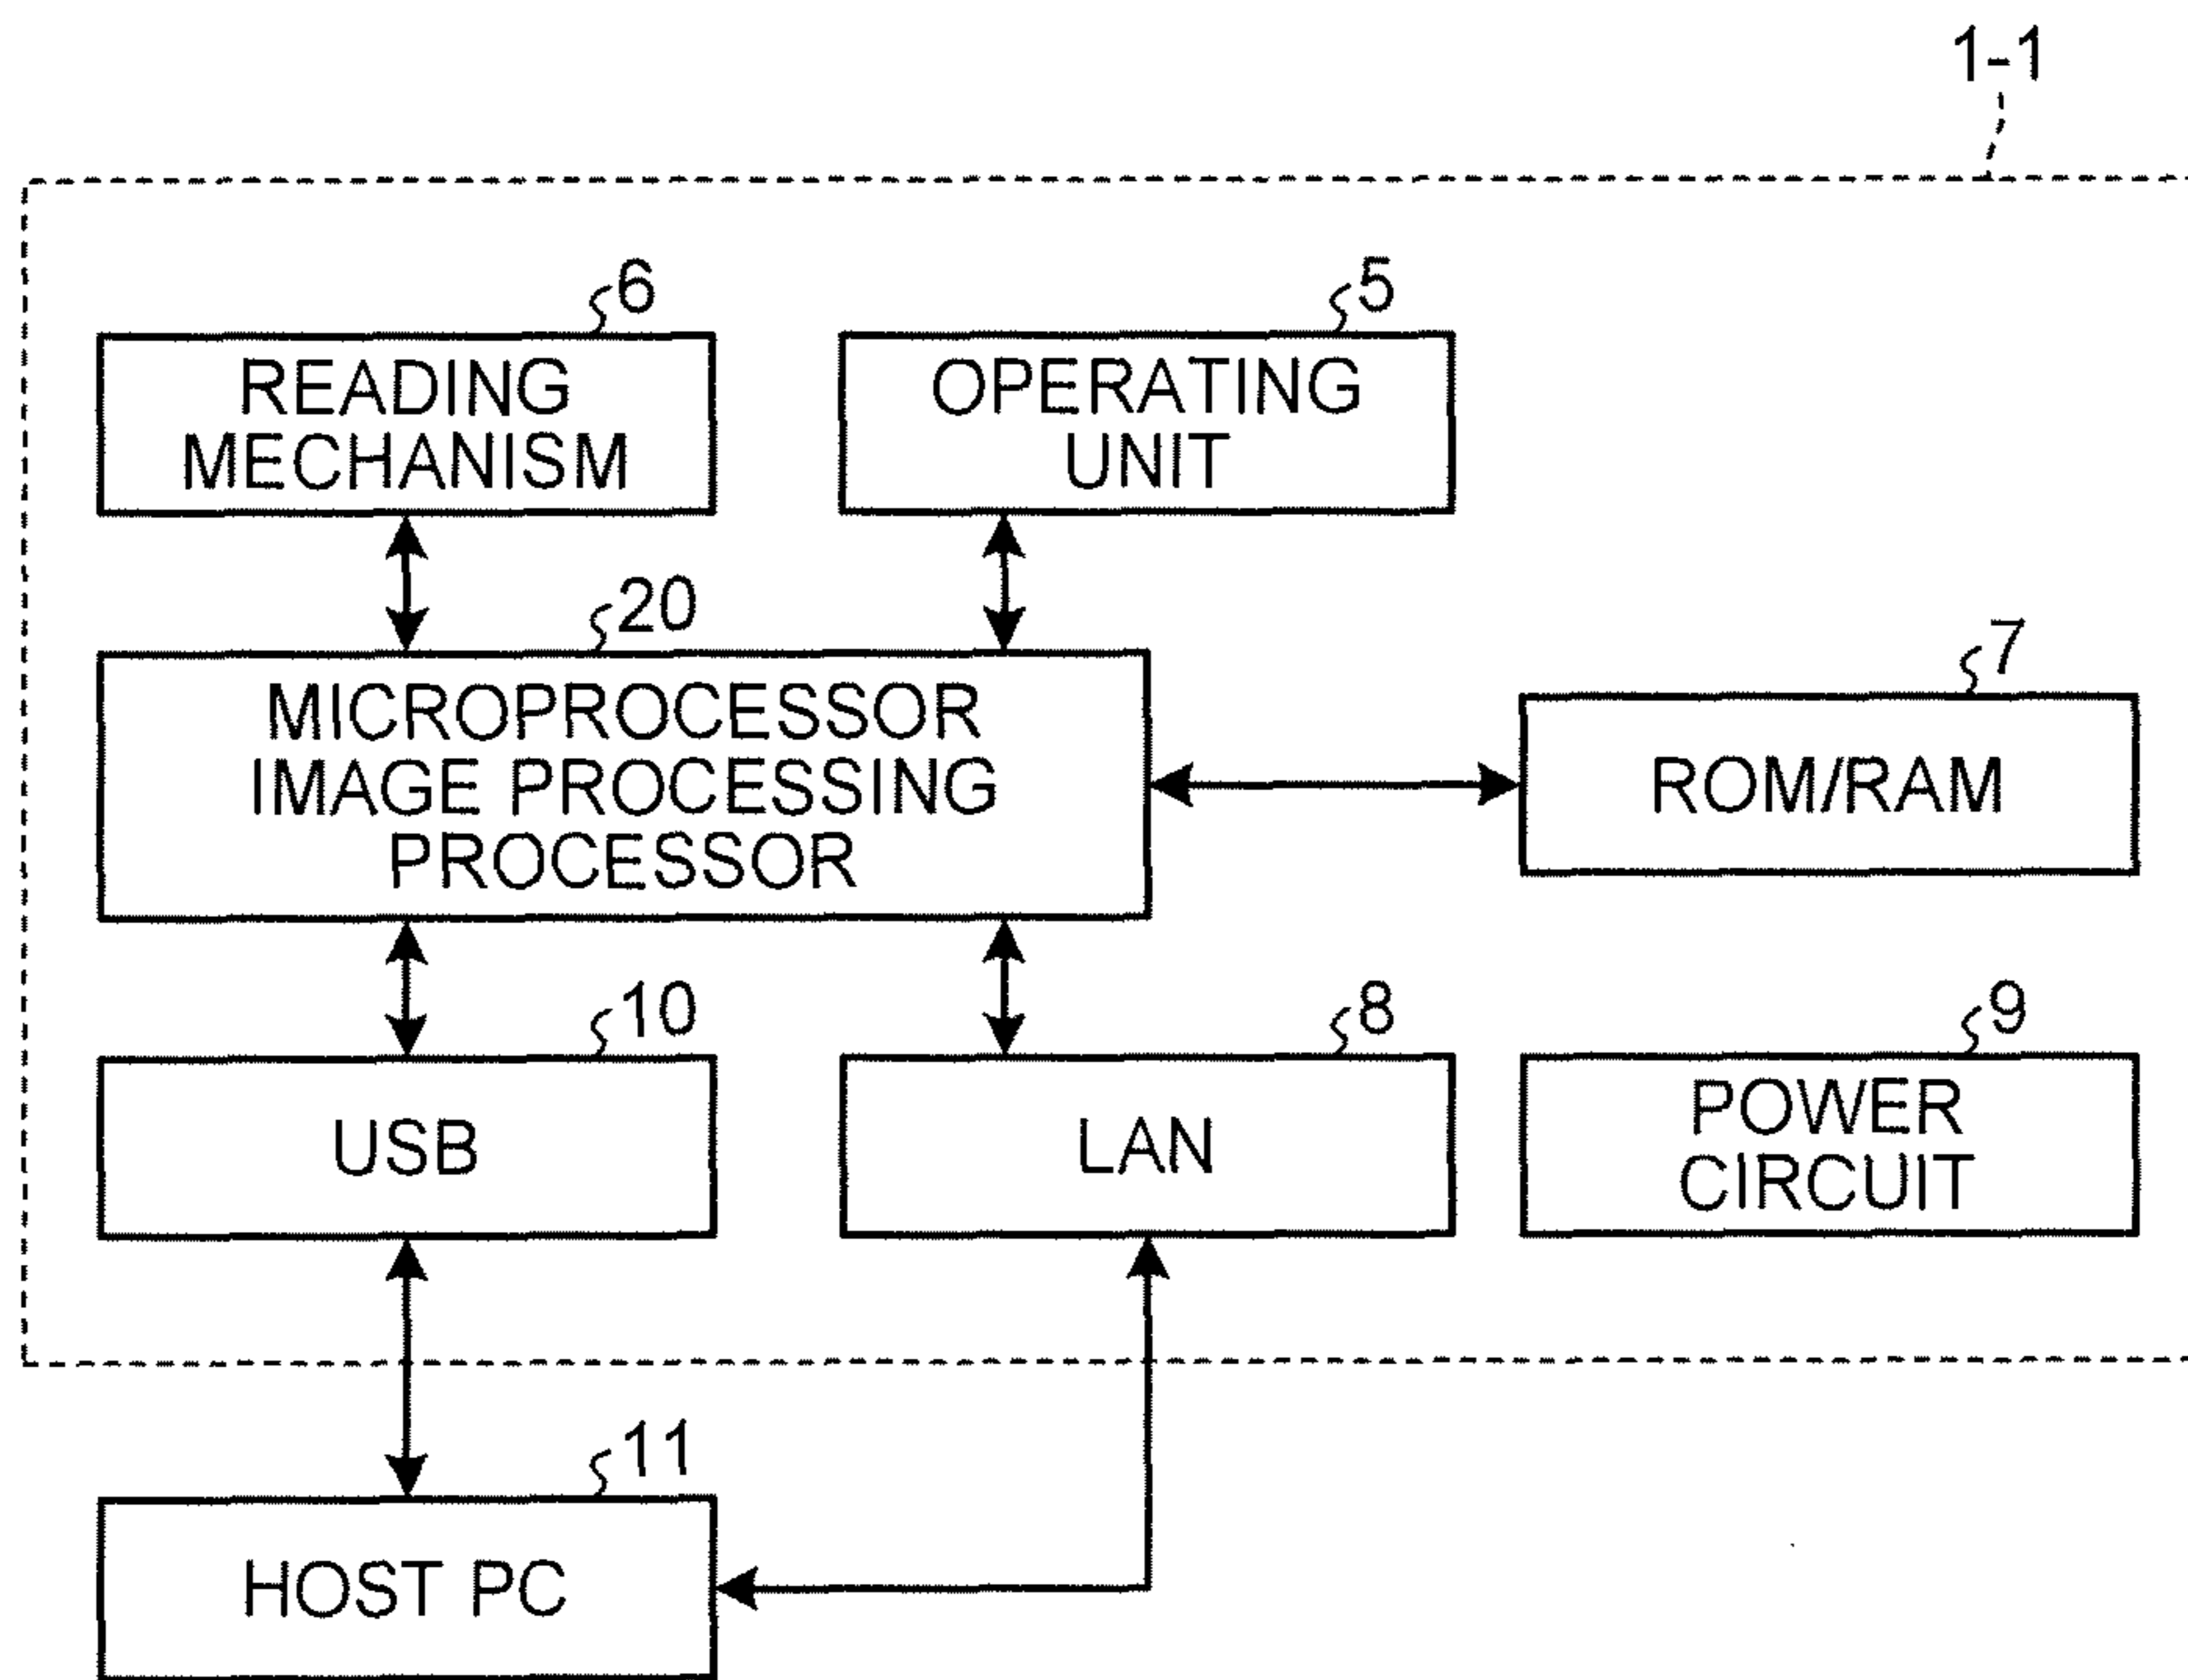 1-1
6
READING
MECHANISM
5
OPERATING
UNIT
20
MICROPROCESSOR
IMAGE PROCESSING
PROCESSOR
7
ROM/RAM
10
USB
8
LAN
9
POWER
CIRCUIT
11
HOST PC